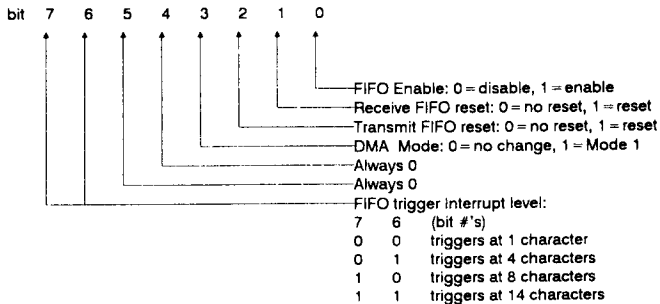 bit 7 6 5 4 3 2 1 0
FIFO Enable: 0 = disable, 1 = enable
Receive FIFO reset: 0 = no reset, 1 = reset
Transmit FIFO reset: 0 = no reset, 1 = reset
DMA Mode: 0 = no change, 1 = Mode 1
Always 0
Always 0
FIFO trigger interrupt level:
7 6 (bit #'s)
0 0 triggers at 1 character
0 1 triggers at 4 characters
1 0 triggers at 8 characters
1 1 triggers at 14 characters